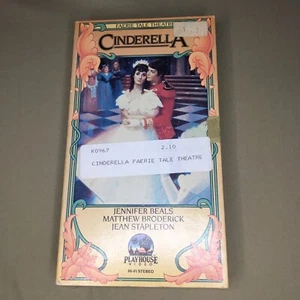 FAERIE TALE THEATRE
CINDERELLA
K0967 2.10
CINDERELLA FAERIE TALE THEATRE
JENNIFER BEALS
MATTHEW BRODERICK
JEAN STAPLETON
PLAYHOUSE
VIDEO
HI-FI STEREO